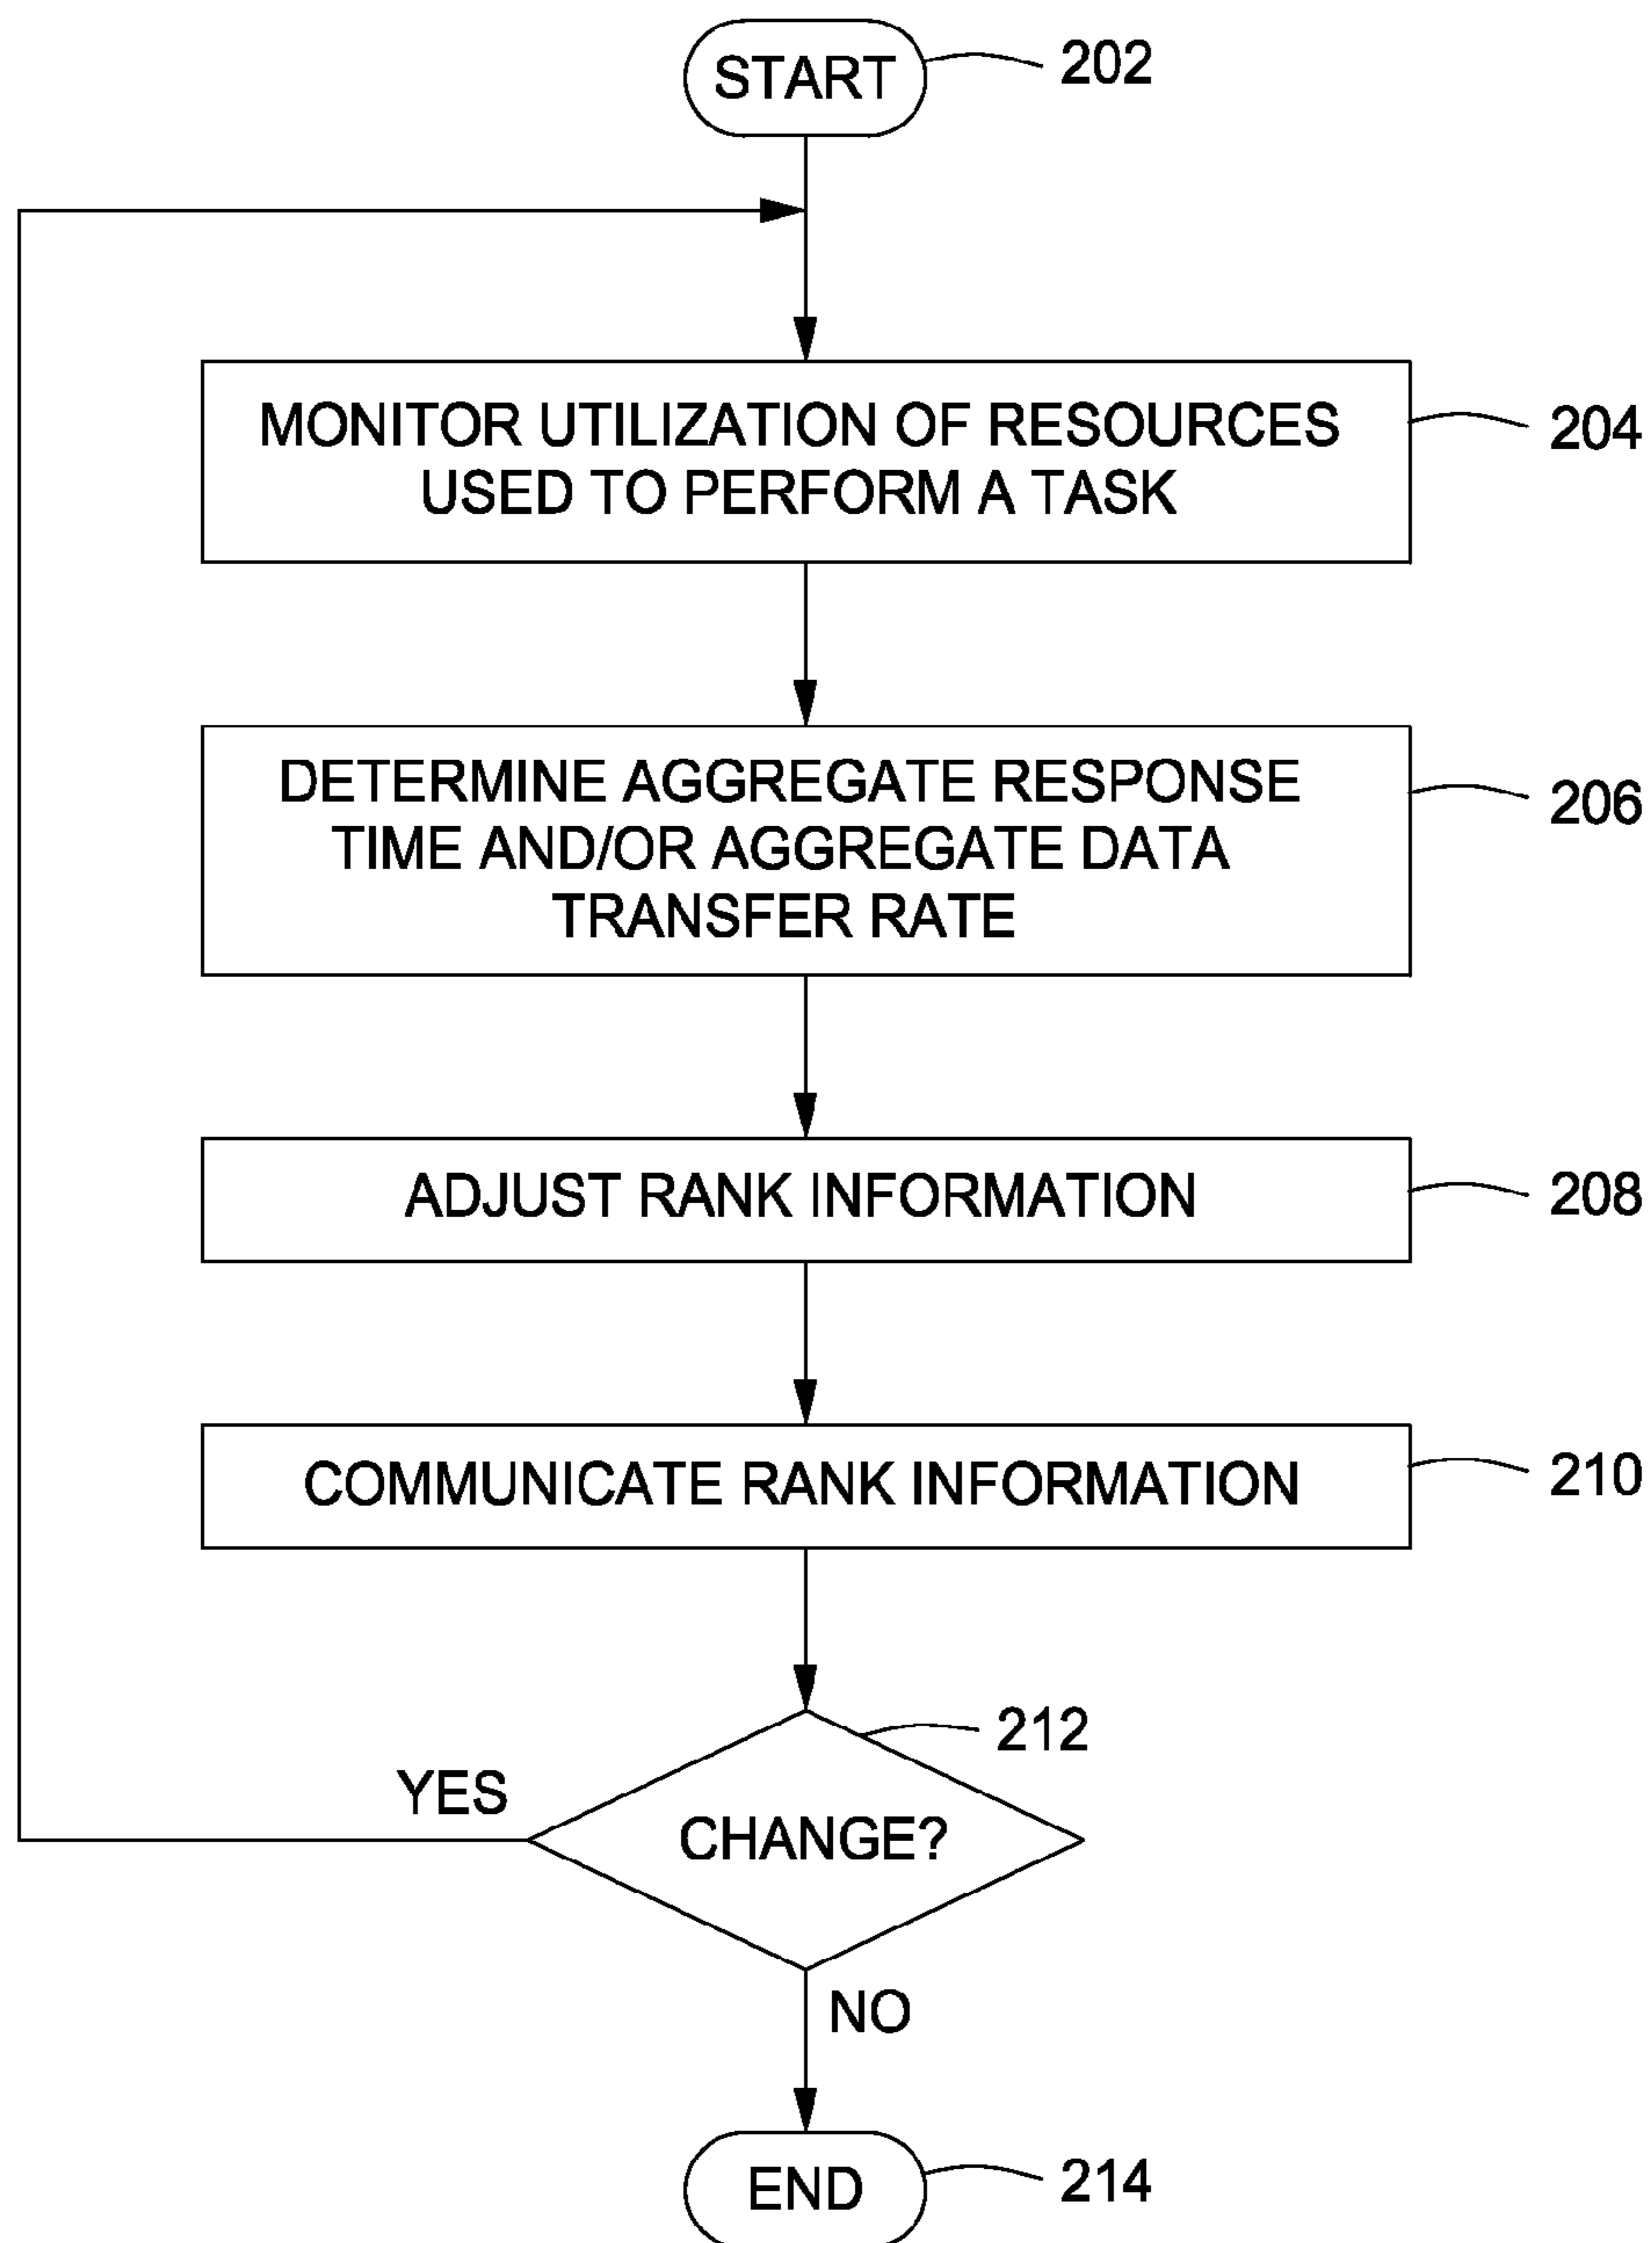 START
202
MONITOR UTILIZATION OF RESOURCES
USED TO PERFORM A TASK
204
DETERMINE AGGREGATE RESPONSE
TIME AND/OR AGGREGATE DATA
TRANSFER RATE
206
ADJUST RANK INFORMATION
208
COMMUNICATE RANK INFORMATION
210
212
YES
CHANGE?
NO
END
214